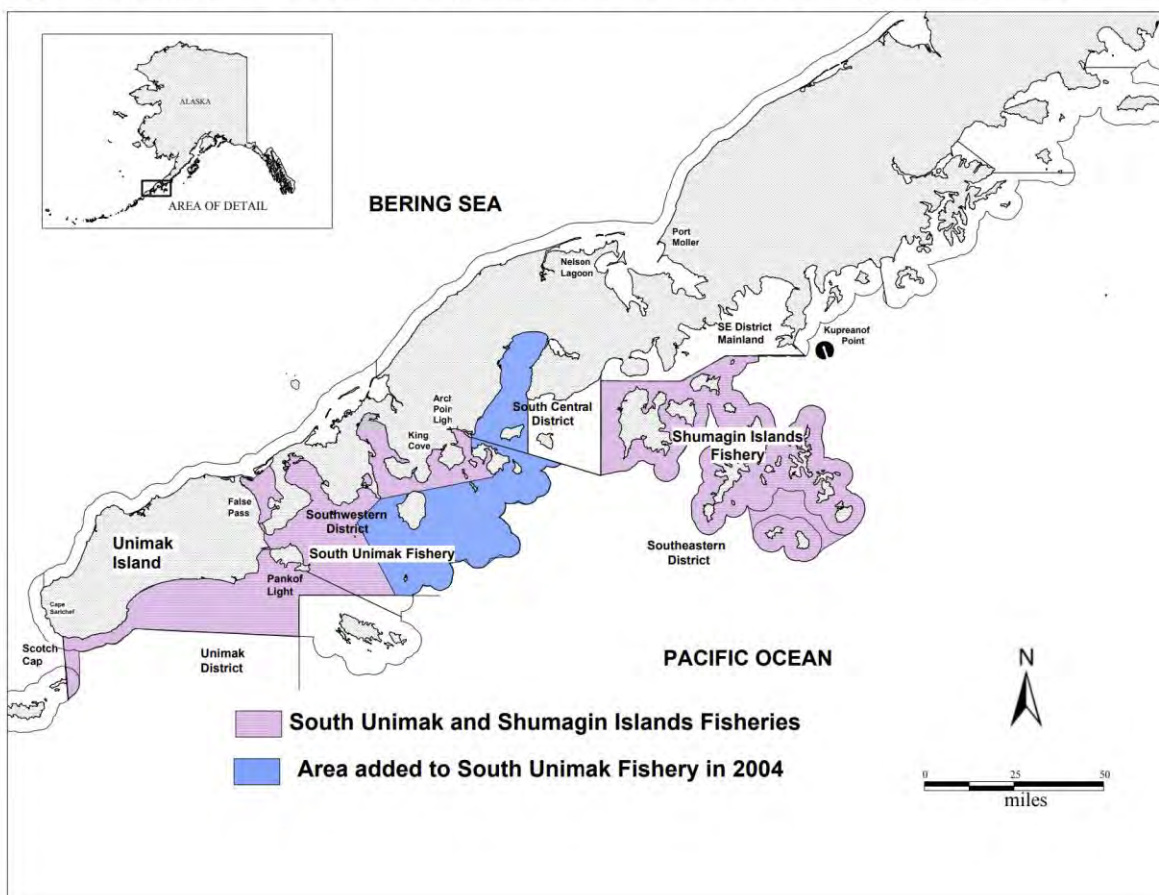 ALASKA
AREA OF DETAIL
BERING SEA
Port
Moller
Nelson
Lagoon
SE District
Mainland
Kupreanof
Point
Arch
Poin
Ligh
South Central
District
King
Cove
Shumagin Islands
Fishery
False
Pass
Southwestern
District
South Unimak Fishery
Southeastern
District
Unimak
Island
Pankof
Light
Cape
Sarichef
Scotch
Cap
Unimak
District
PACIFIC OCEAN
N
South Unimak and Shumagin Islands Fisheries
Area added to South Unimak Fishery in 2004
0 25 50
miles